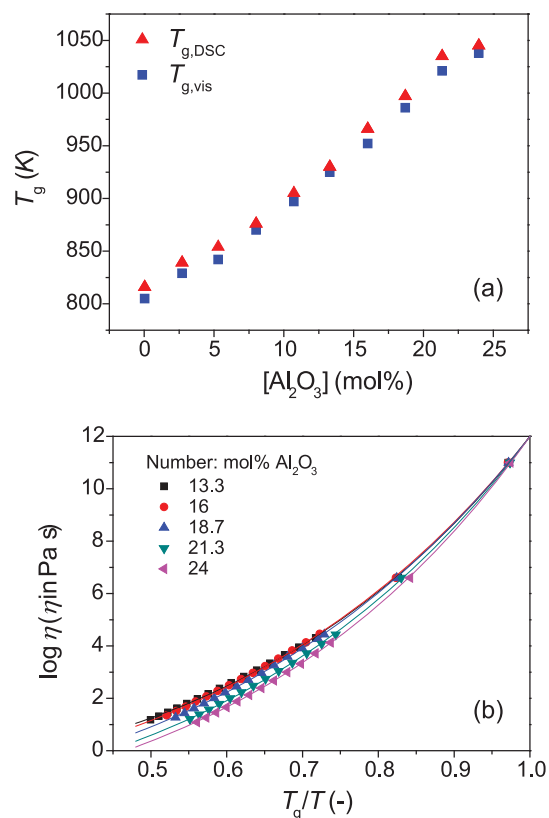 1050
1000
950
900
850
800
T_g (K)
T_g,DSC
T_g,vis
(a)
0 5 10 15 20 25
[Al₂O₃] (mol%)
12
10
8
6
4
2
0
log η (η in Pa s)
Number: mol% Al₂O₃
13.3
16
18.7
21.3
24
(b)
0.5 0.6 0.7 0.8 0.9 1.0
T_g/T (-)